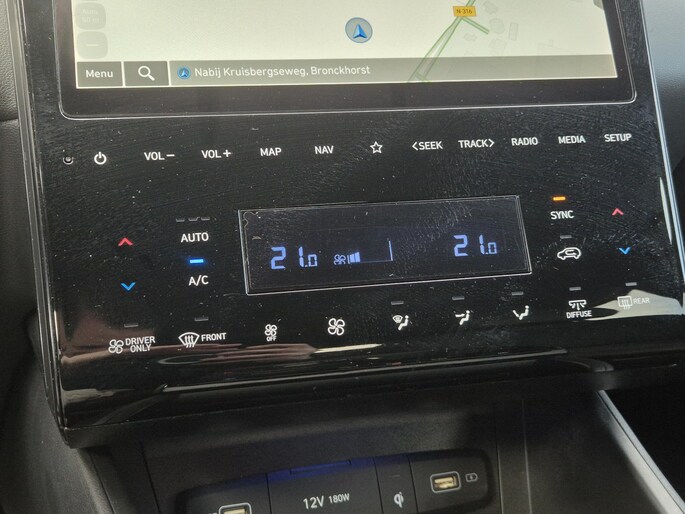 N 316
Menu
Nabij Kruisbergseweg, Bronckhorst
VOL−
VOL+
MAP
NAV
<SEEK
TRACK>
RADIO
MEDIA
SETUP
AUTO
SYNC
21.0
21.0
A/C
DRIVER
ONLY
FRONT
OFF
DIFFUSE
REAR
12V 180W